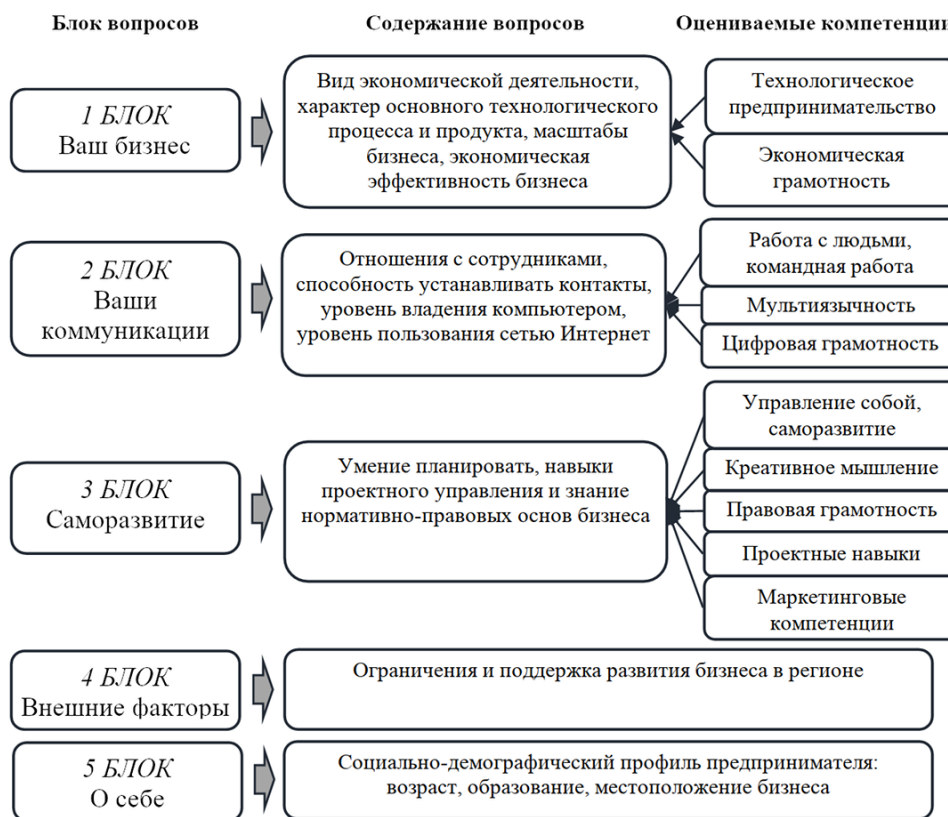 Блок вопросов
Содержание вопросов
Оцениваемые компетенции
1 БЛОК
Ваш бизнес
Вид экономической деятельности,
характер основного технологического
процесса и продукта, масштабы
бизнеса, экономическая
эффективность бизнеса
Технологическое
предпринимательство
Экономическая
грамотность
2 БЛОК
Ваши
коммуникации
Отношения с сотрудниками,
способность устанавливать контакты,
уровень владения компьютером,
уровень пользования сетью Интернет
Работа с людьми,
командная работа
Мультиязычность
Цифровая грамотность
3 БЛОК
Саморазвитие
Умение планировать, навыки
проектного управления и знание
нормативно-правовых основ бизнеса
Управление собой,
саморазвитие
Креативное мышление
Правовая грамотность
Проектные навыки
Маркетинговые
компетенции
4 БЛОК
Внешние факторы
Ограничения и поддержка развития бизнеса в регионе
5 БЛОК
О себе
Социально-демографический профиль предпринимателя:
возраст, образование, местоположение бизнеса